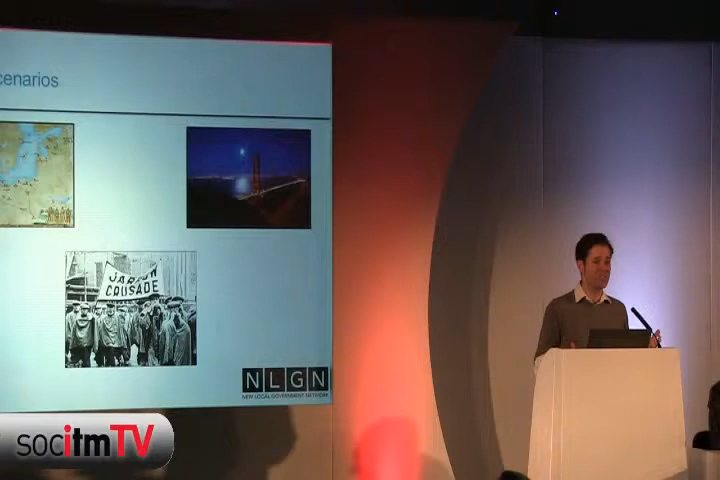 cenarios
JARROW
CRUSADE
NLGN
NEW LOCAL GOVERNMENT NETWORK
socitmTV